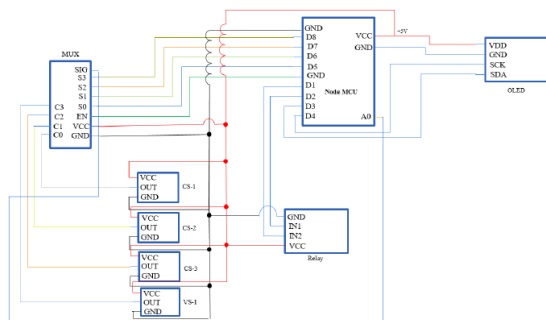 MUX
SIG
S3
S2
S1
S0
EN
VCC
GND
C3
C2
C1
C0
GND
D8
D7
D6
D5
GND
D1
D2
D3
D4
VCC
GND
A0
Node MCU
+5V
VDD
GND
SCK
SDA
OLED
VCC
OUT
GND
CS-1
VCC
OUT
GND
CS-2
VCC
OUT
GND
CS-3
VCC
OUT
GND
VS-1
GND
IN1
IN2
VCC
Relay